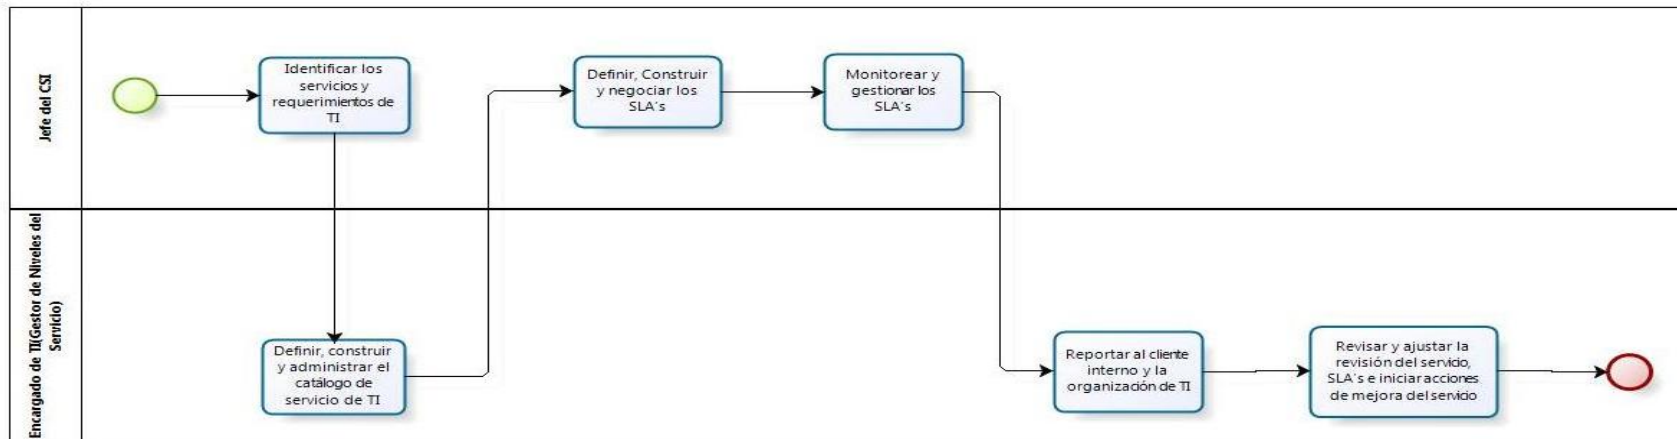 Jefe del CSI
Identificar los
servicios y
requerimientos de
TI
Definir, Construir
y negociar los
SLA's
Monitorear y
gestionar los
SLA's
Encargado de TI(Gestor de Niveles del
Servicio)
Definir, construir
y administrar el
catálogo de
servicio de TI
Reportar al cliente
interno y la
organización de TI
Revisar y ajustar la
revisión del servicio,
SLA's e iniciar acciones
de mejora del servicio